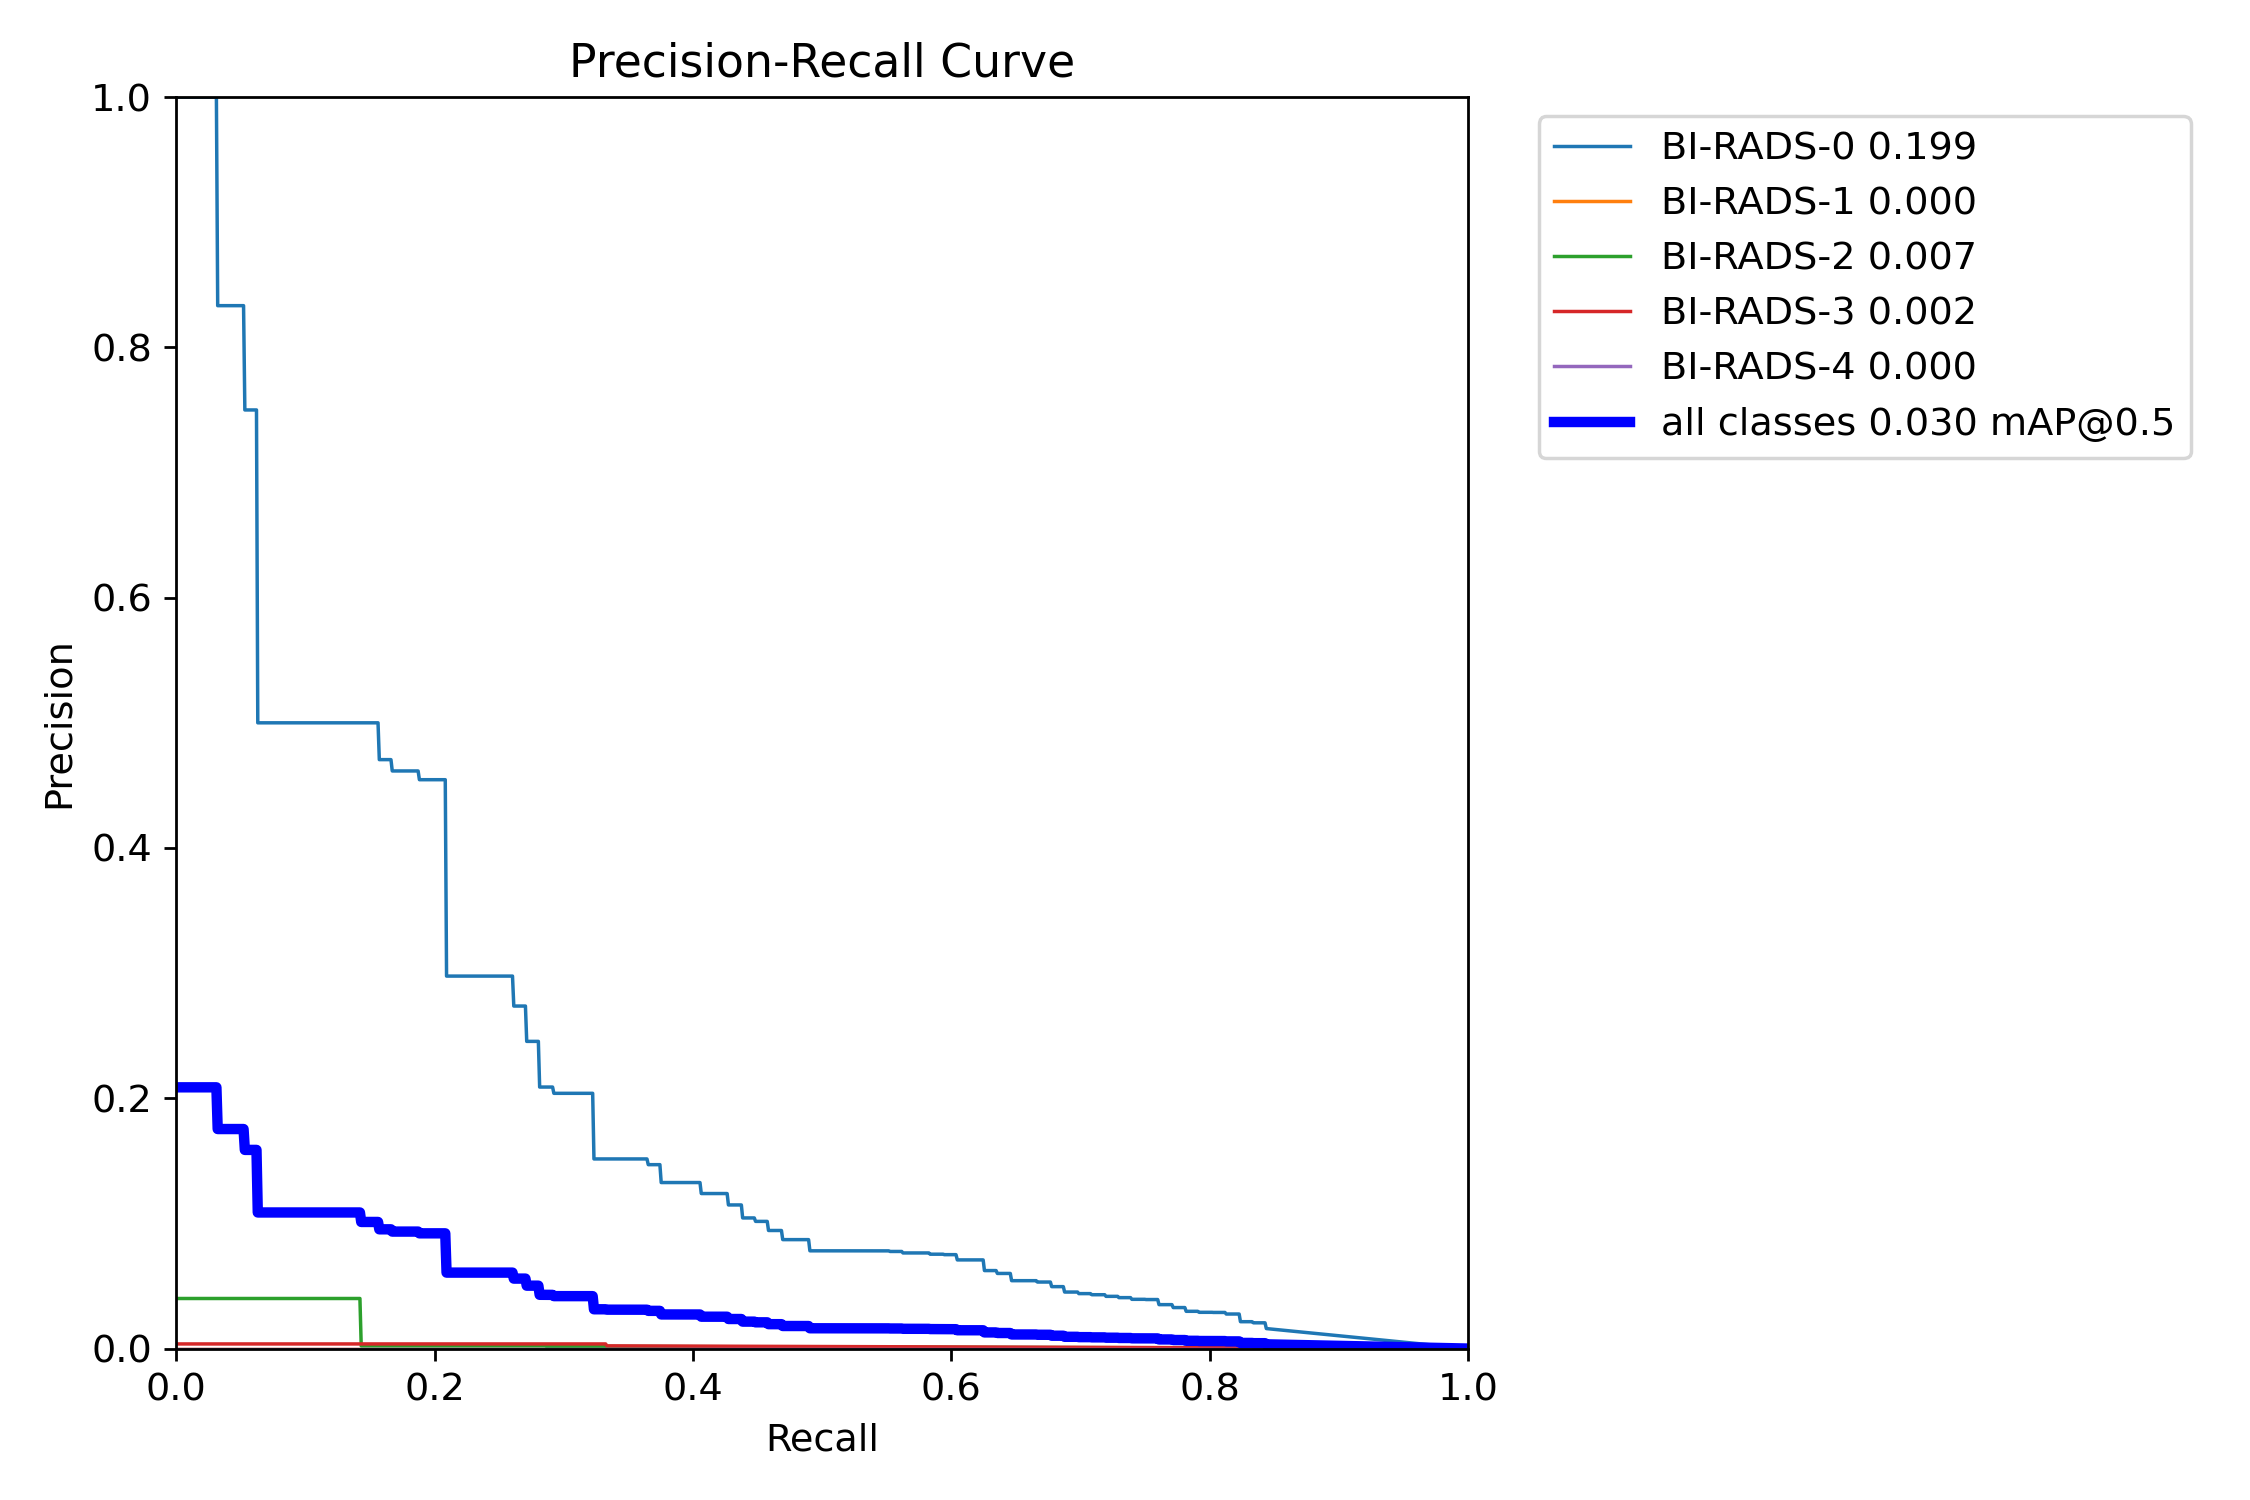 Precision-Recall Curve
1.0
0.8
0.6
0.4
0.2
0.0
Precision
0.0 0.2 0.4 0.6 0.8 1.0
Recall
BI-RADS-0 0.199
BI-RADS-1 0.000
BI-RADS-2 0.007
BI-RADS-3 0.002
BI-RADS-4 0.000
all classes 0.030 mAP@0.5